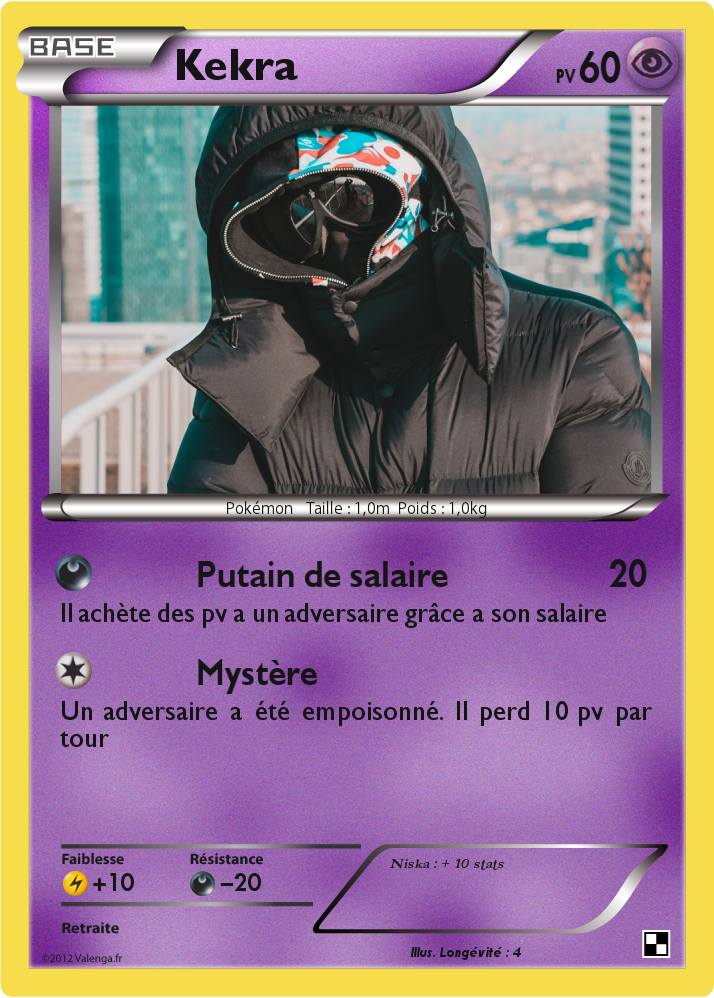 BASE
Kekra
PV 60
Pokémon Taille : 1,0m Poids : 1,0kg
Putain de salaire 20
Il achète des pv a un adversaire grâce a son salaire
Mystère
Un adversaire a été empoisonné. Il perd 10 pv par
tour
Faiblesse Résistance
+10 –20
Niska : + 10 stats
Retraite
Illus. Longévité : 4
©2012 Valenga.fr